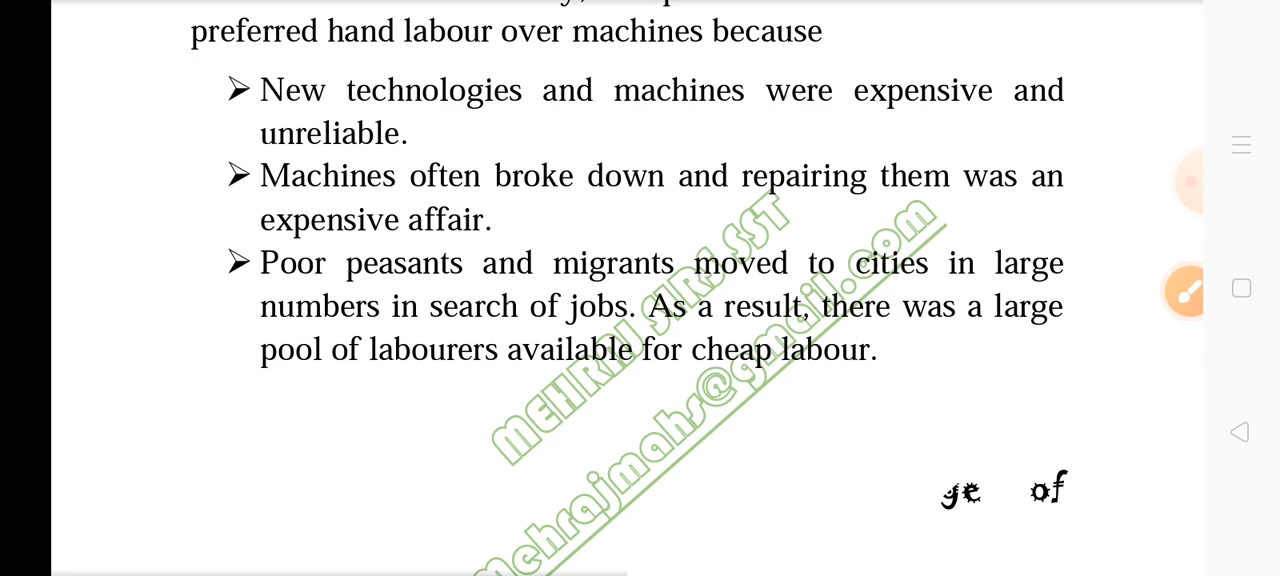 preferred hand labour over machines because
➤ New technologies and machines were expensive and
unreliable.
➤ Machines often broke down and repairing them was an
expensive affair.
➤ Poor peasants and migrants moved to cities in large
numbers in search of jobs. As a result, there was a large
pool of labourers available for cheap labour.
MEHRAJ SIRS SST
mehrajmahs@gmail.com
ge of